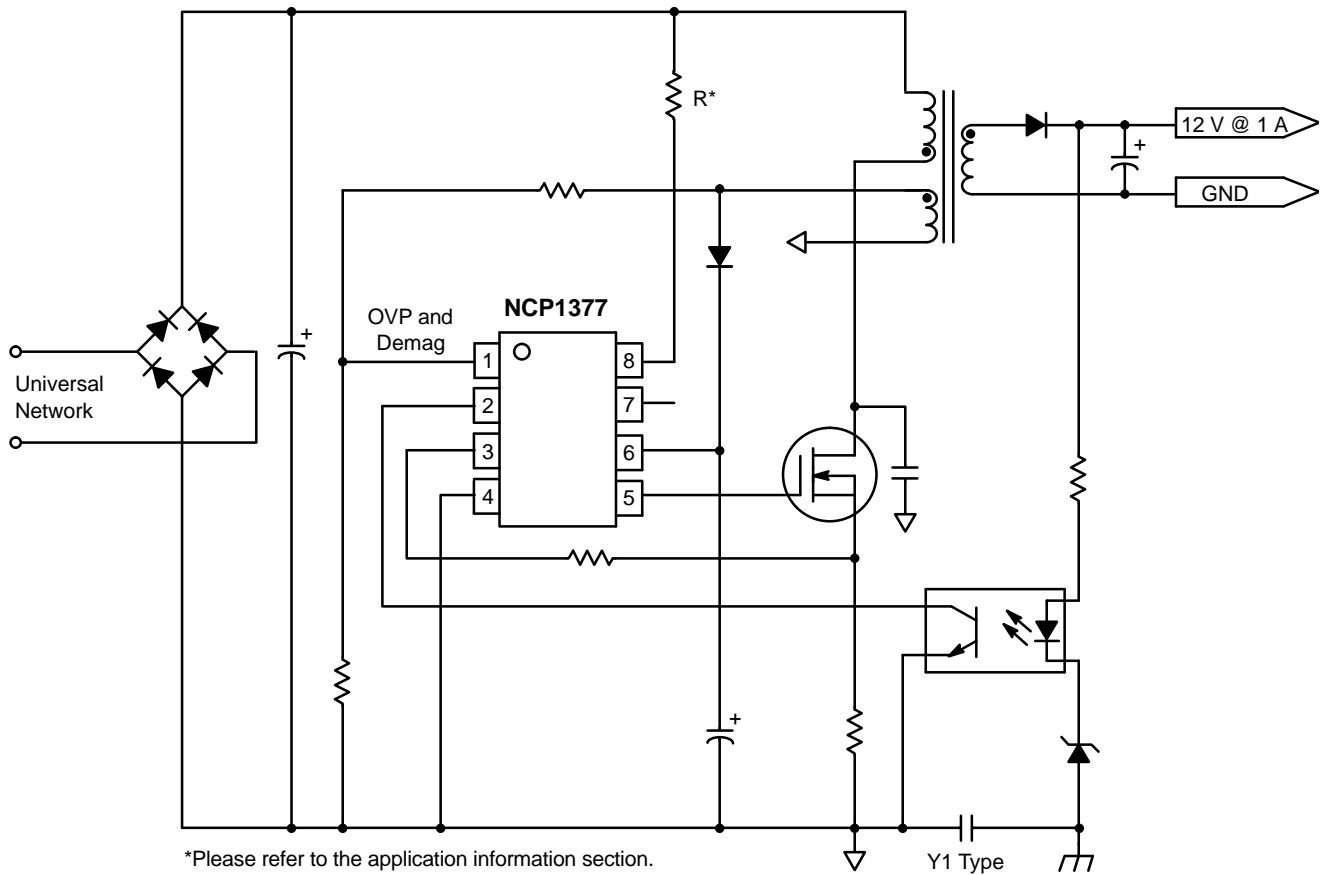 R*
+
12 V @ 1 A
GND
+
NCP1377
OVP and
Demag
1
8
2
7
3
6
4
5
Universal
Network
+
*Please refer to the application information section.
Y1 Type